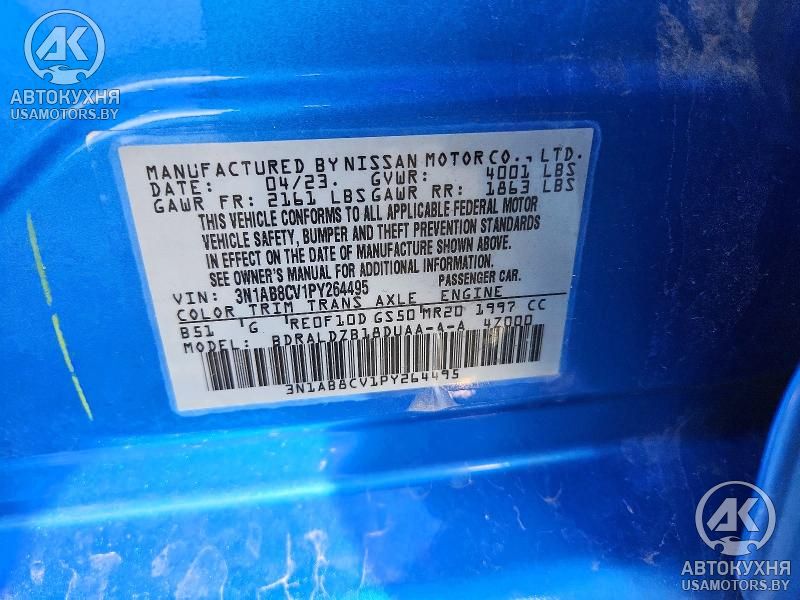 AK
АВТОКУХНЯ
USAMOTORS.BY
MANUFACTURED BY NISSAN MOTOR CO., LTD.
DATE: 04/23. GVWR: 4001 LBS
GAWR FR: 2161 LBS GAWR RR: 1863 LBS
THIS VEHICLE CONFORMS TO ALL APPLICABLE FEDERAL MOTOR
VEHICLE SAFETY, BUMPER AND THEFT PREVENTION STANDARDS
IN EFFECT ON THE DATE OF MANUFACTURE SHOWN ABOVE.
SEE OWNER'S MANUAL FOR ADDITIONAL INFORMATION.
VIN: 3N1AB8CV1PY264495 PASSENGER CAR.
COLOR TRIM TRANS AXLE ENGINE
B51 'G RE0F10D GS50 MR20 1997 CC
MODEL: BDRALDZB18DUAA-A-A 4Z000
3N1AB8CV1PY264495
AK
АВТОКУХНЯ
USAMOTORS.BY